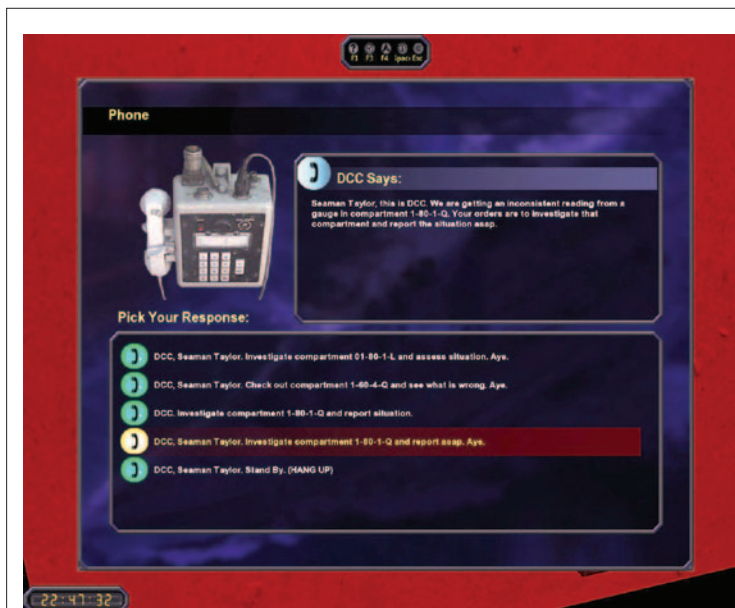 F1 F3 F4 Space Esc
Phone
DCC Says:
Seaman Taylor, this is DCC. We are getting an inconsistent reading from a
gauge in compartment 1-80-1-Q. Your orders are to investigate that
compartment and report the situation asap.
Pick Your Response:
DCC, Seaman Taylor. Investigate compartment 01-80-1-L and assess situation. Aye.
DCC, Seaman Taylor. Check out compartment 1-60-4-Q and see what is wrong. Aye.
DCC. Investigate compartment 1-80-1-Q and report situation.
DCC, Seaman Taylor. Investigate compartment 1-80-1-Q and report asap. Aye.
DCC, Seaman Taylor. Stand By. (HANG UP)
22:47:32